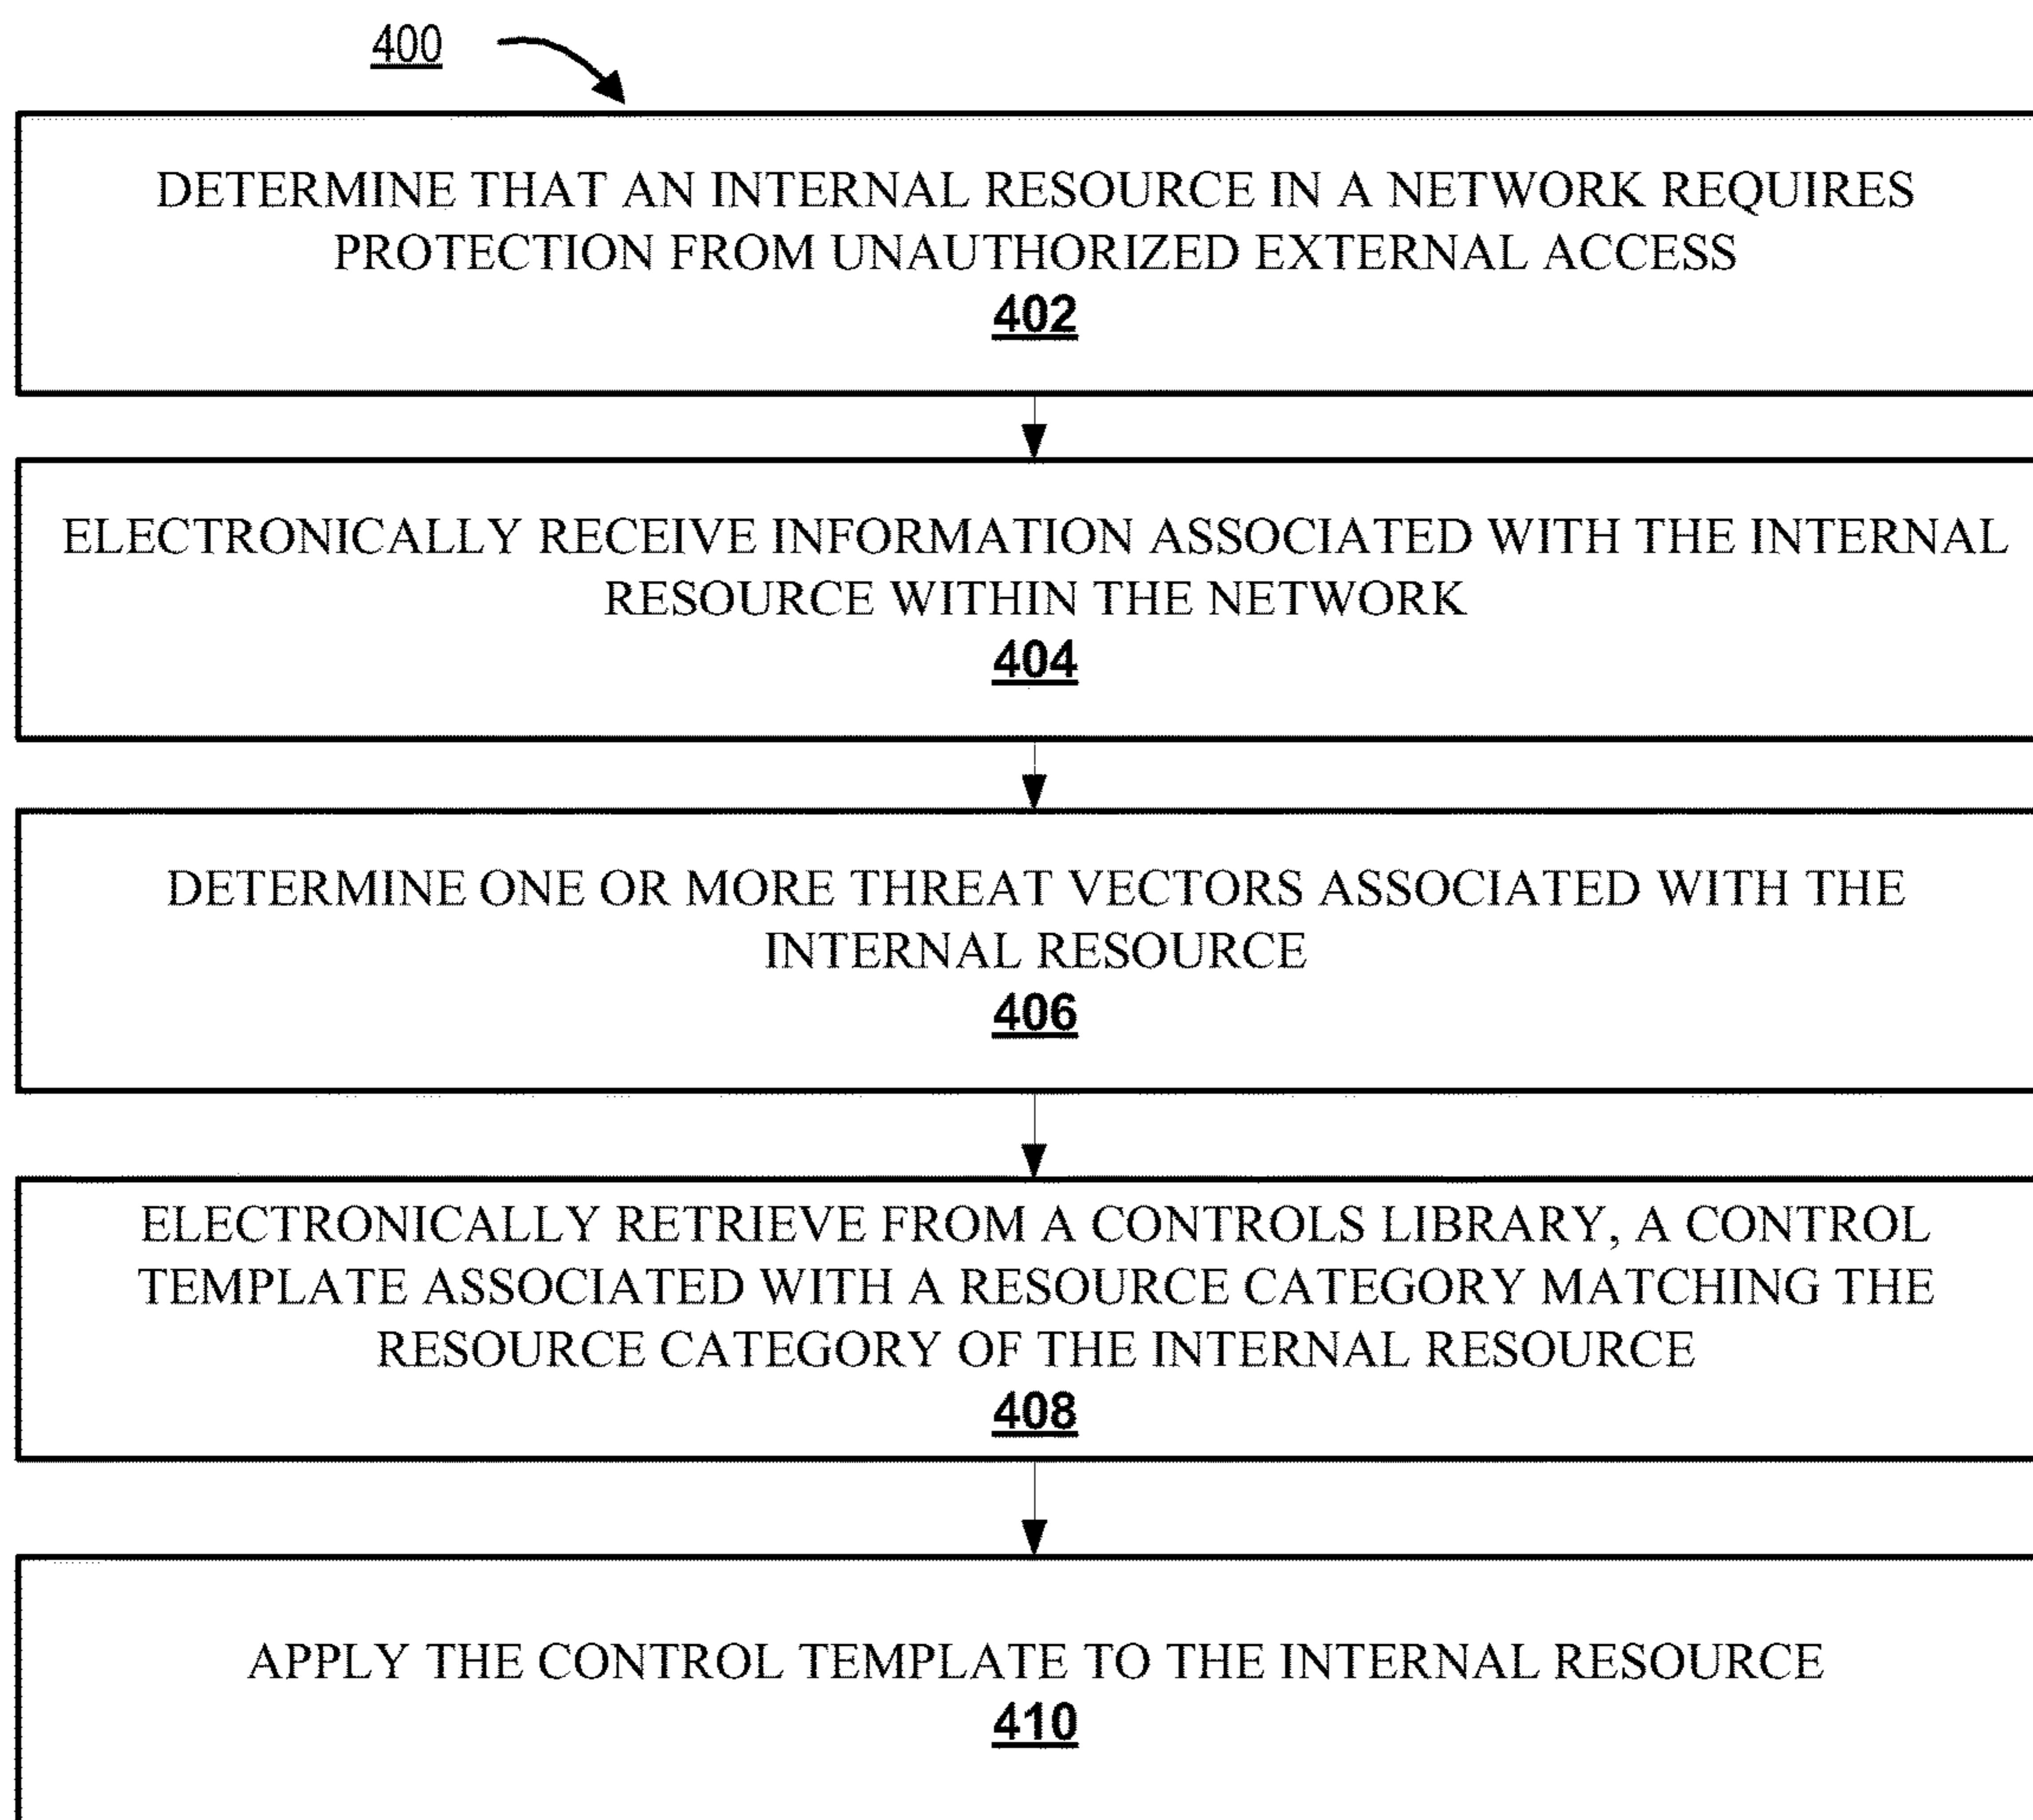 400
DETERMINE THAT AN INTERNAL RESOURCE IN A NETWORK REQUIRES
PROTECTION FROM UNAUTHORIZED EXTERNAL ACCESS
402
ELECTRONICALLY RECEIVE INFORMATION ASSOCIATED WITH THE INTERNAL
RESOURCE WITHIN THE NETWORK
404
DETERMINE ONE OR MORE THREAT VECTORS ASSOCIATED WITH THE
INTERNAL RESOURCE
406
ELECTRONICALLY RETRIEVE FROM A CONTROLS LIBRARY, A CONTROL
TEMPLATE ASSOCIATED WITH A RESOURCE CATEGORY MATCHING THE
RESOURCE CATEGORY OF THE INTERNAL RESOURCE
408
APPLY THE CONTROL TEMPLATE TO THE INTERNAL RESOURCE
410